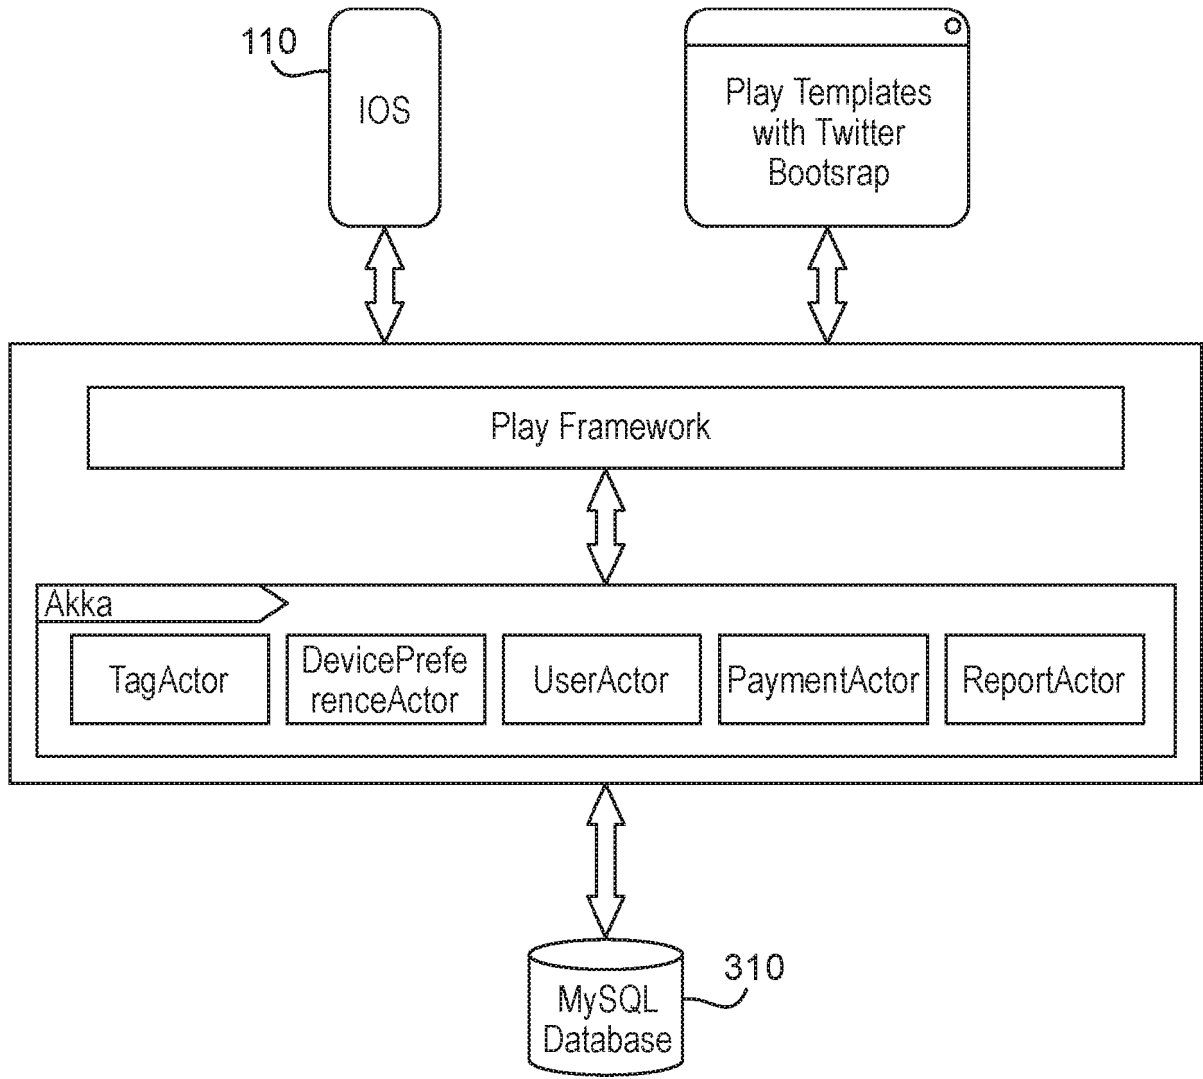 110
IOS
Play Templates
with Twitter
Bootsrap
Play Framework
Akka
TagActor
DevicePrefe
renceActor
UserActor
PaymentActor
ReportActor
310
MySQL
Database